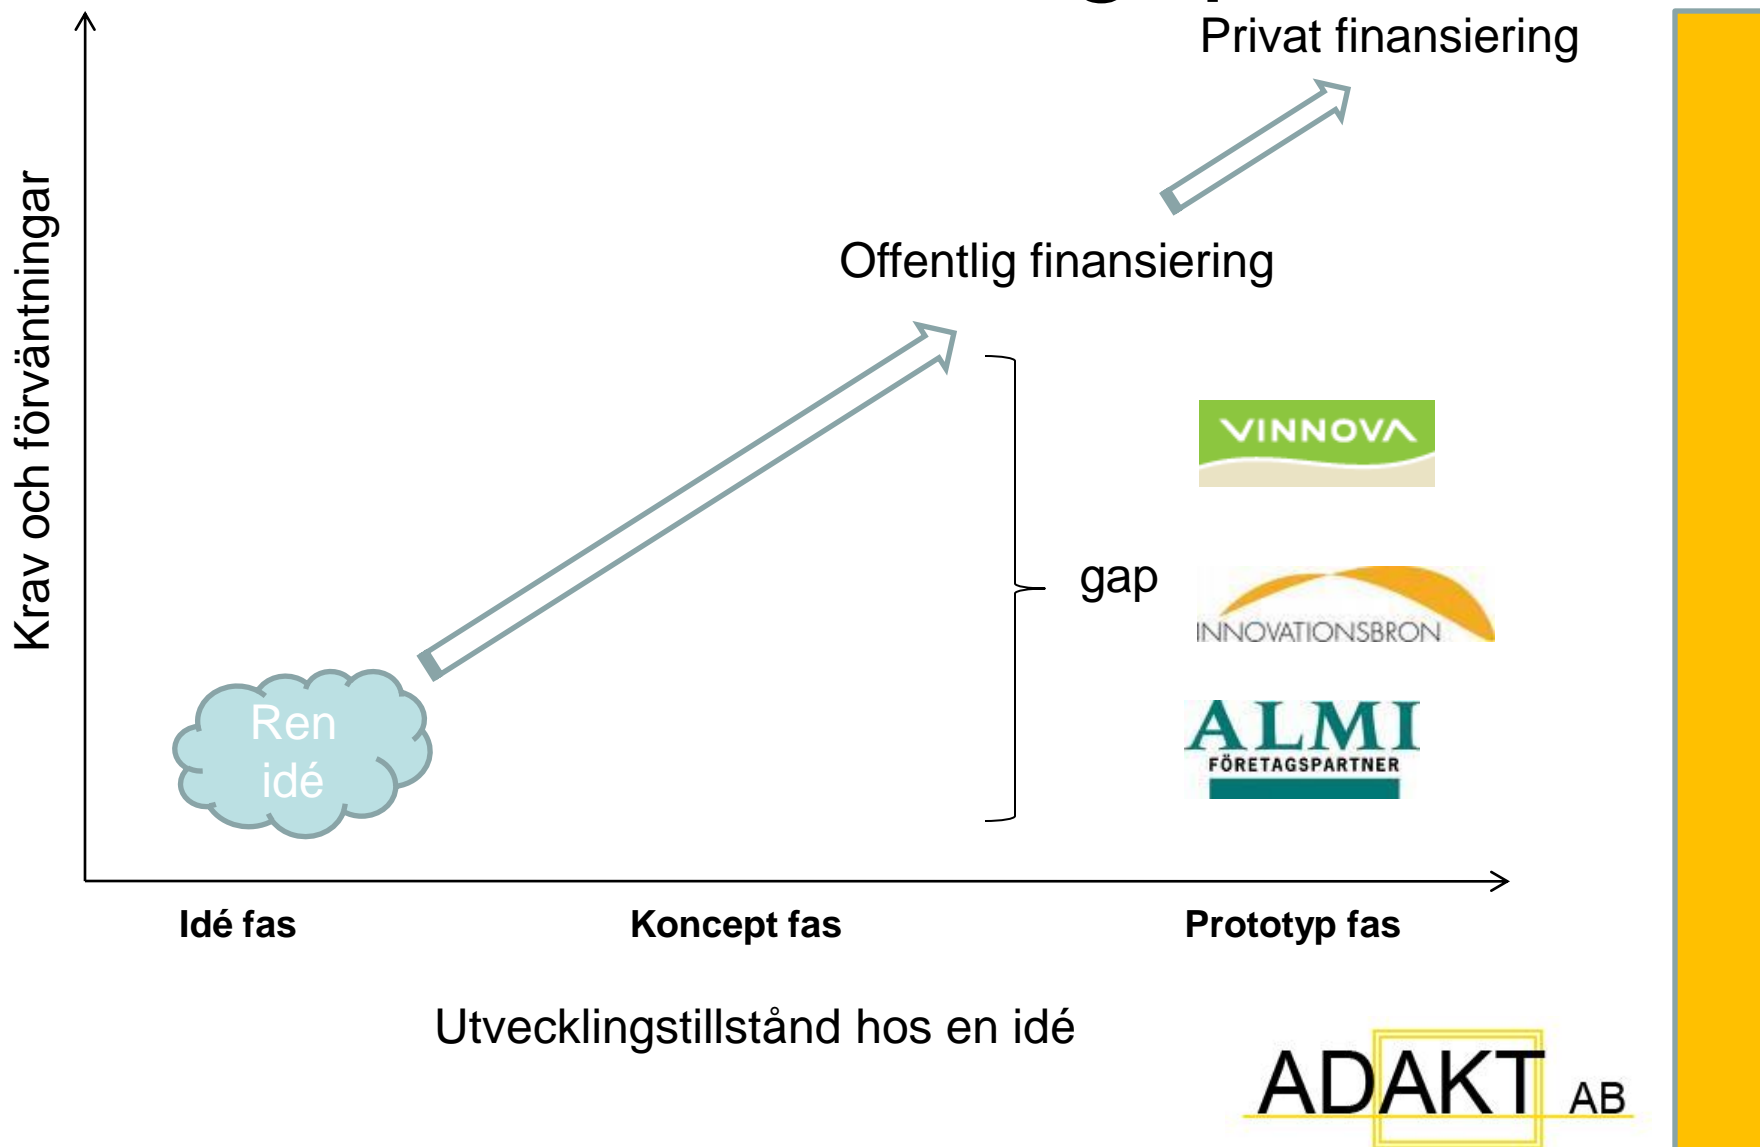 Privat finansiering
Krav och förväntningar
Offentlig finansiering
VINNOVA
gap
INNOVATIONSBRON
Ren
idé
ALMI
FÖRETAGSPARTNER
Idé fas
Koncept fas
Prototyp fas
Utvecklingstillstånd hos en idé
ADAKT AB